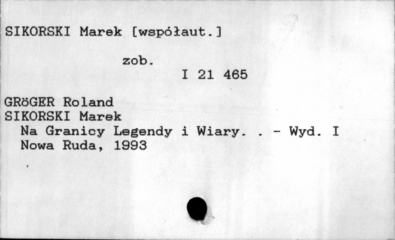 SIKORSKI Marek [współaut.]
zob.
I 21 465
GRöGER Roland
SIKORSKI Marek
Na Granicy Legendy i Wiary. . - Wyd. I
Nowa Ruda, 1993